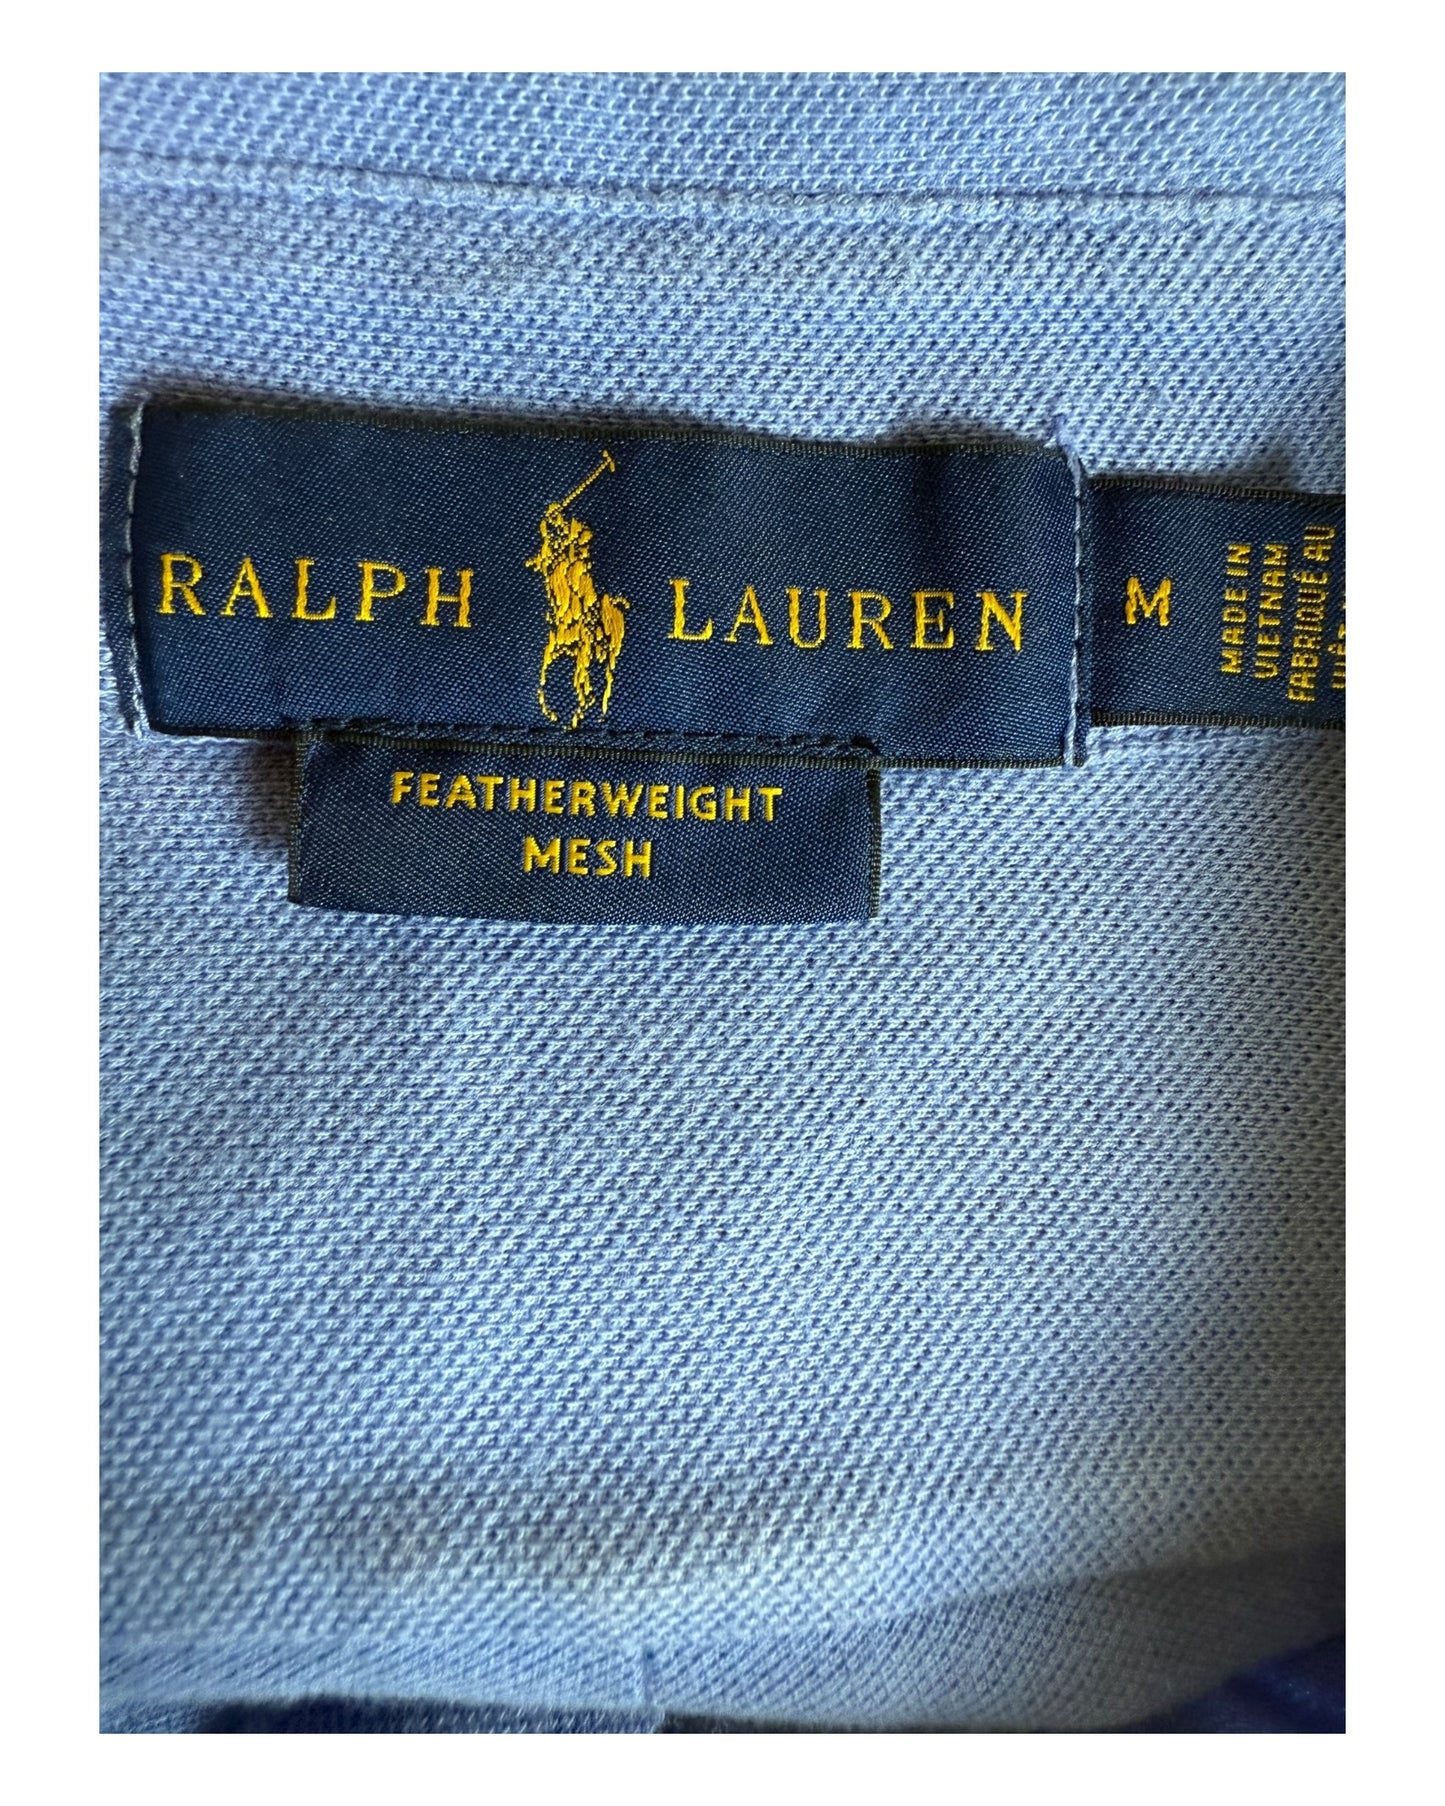 RALPH LAUREN
FEATHERWEIGHT
MESH
M
MADE IN
VIETNAM
FABRIQUÉ AU